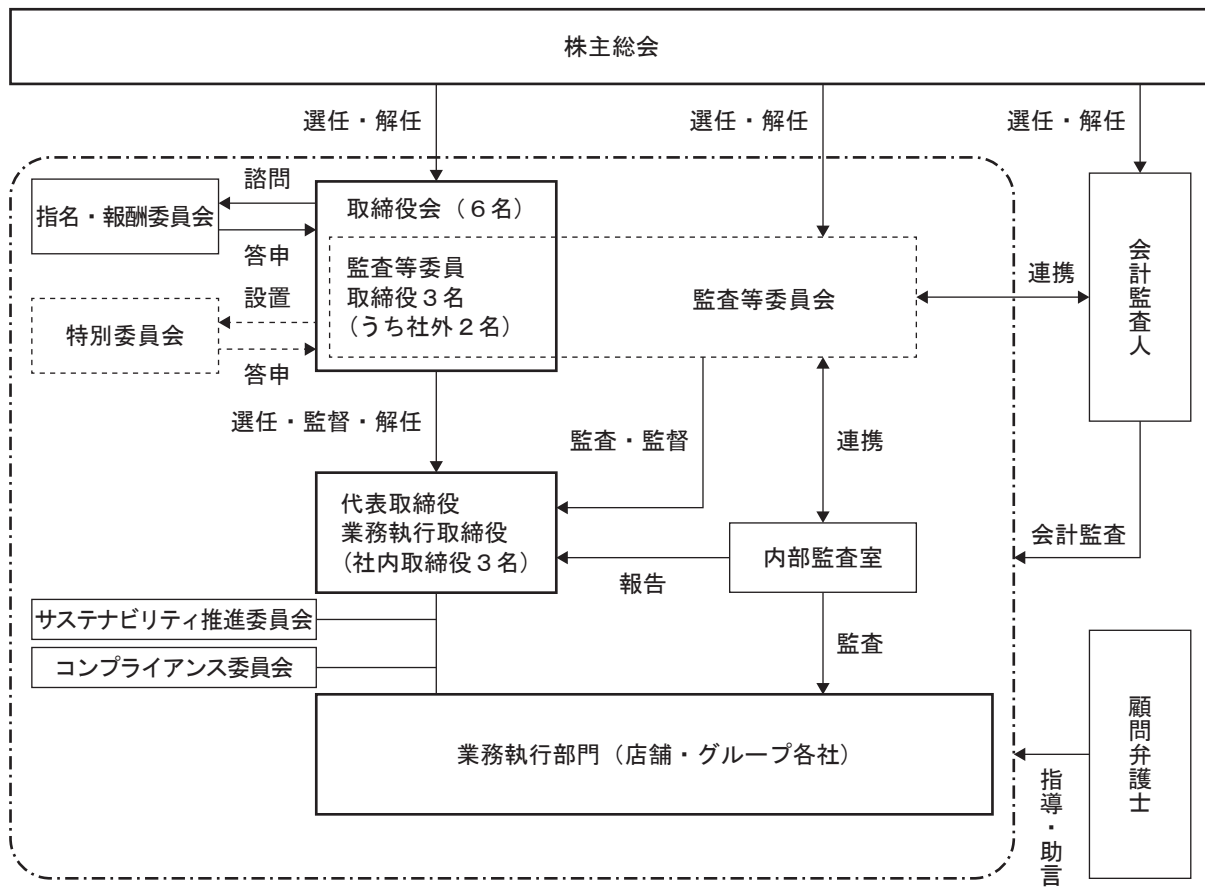 株主総会
選任・解任
選任・解任
選任・解任
諮問
指名・報酬委員会
答申
取締役会（６名）
監査等委員
取締役３名
（うち社外２名）
監査等委員会
連携
会計監査人
設置
特別委員会
答申
選任・監督・解任
監査・監督
連携
代表取締役
業務執行取締役
（社内取締役３名）
内部監査室
報告
会計監査
サステナビリティ推進委員会
コンプライアンス委員会
監査
業務執行部門（店舗・グループ各社）
顧問弁護士
指導・助言